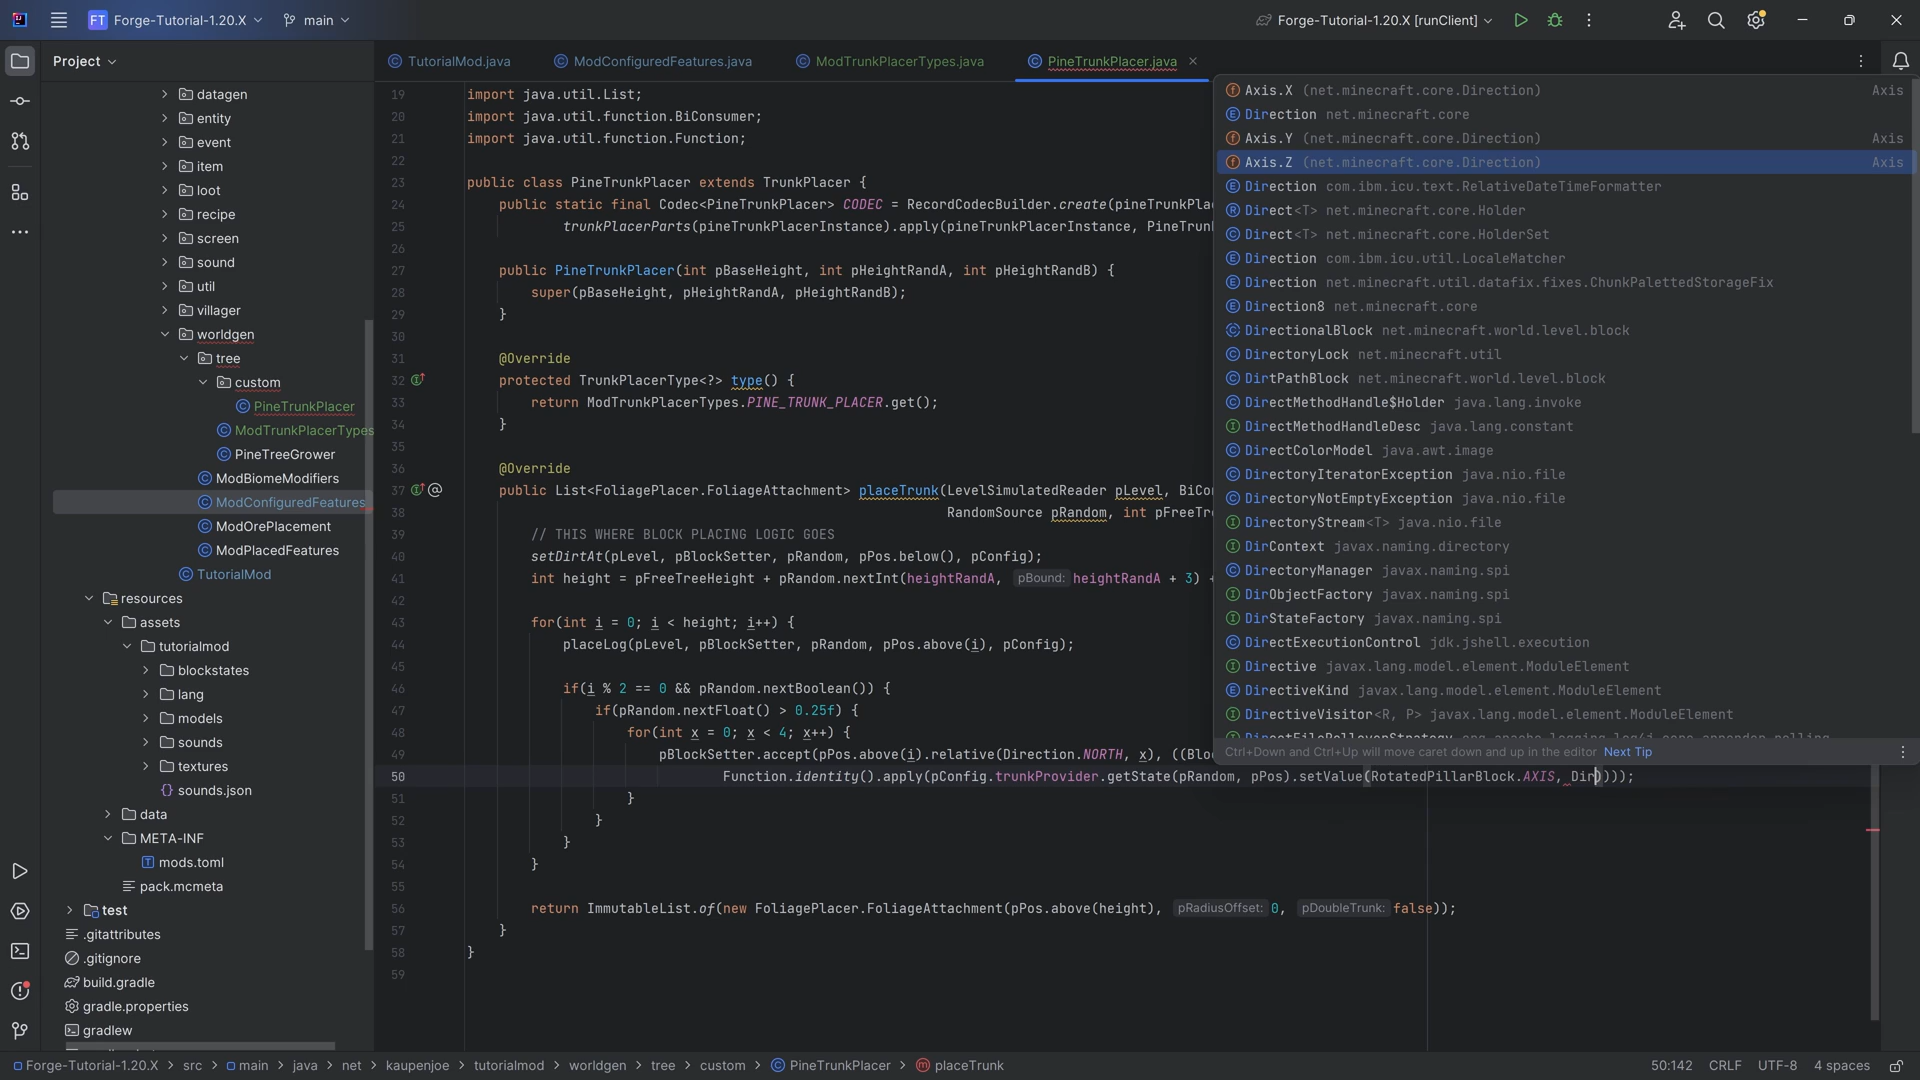 FT Forge-Tutorial-1.20.X main Forge-Tutorial-1.20.X [runClient]
Project
TutorialMod.java ModConfiguredFeatures.java ModTrunkPlacerTypes.java PineTrunkPlacer.java
datagen
entity
event
item
loot
recipe
screen
sound
util
villager
worldgen
tree
custom
PineTrunkPlacer
ModTrunkPlacerTypes
PineTreeGrower
ModBiomeModifiers
ModConfiguredFeatures
ModOrePlacement
ModPlacedFeatures
TutorialMod
resources
assets
tutorialmod
blockstates
lang
models
sounds
textures
sounds.json
data
META-INF
mods.toml
pack.mcmeta
test
.gitattributes
.gitignore
build.gradle
gradle.properties
gradlew
19 import java.util.List;
20 import java.util.function.BiConsumer;
21 import java.util.function.Function;
22
23 public class PineTrunkPlacer extends TrunkPlacer {
24 public static final Codec<PineTrunkPlacer> CODEC = RecordCodecBuilder.create(pineTrunkPla
25 trunkPlacerParts(pineTrunkPlacerInstance).apply(pineTrunkPlacerInstance, PineTrun
26
27 public PineTrunkPlacer(int pBaseHeight, int pHeightRandA, int pHeightRandB) {
28 super(pBaseHeight, pHeightRandA, pHeightRandB);
29 }
30
31 @Override
32 protected TrunkPlacerType<?> type() {
33 return ModTrunkPlacerTypes.PINE_TRUNK_PLACER.get();
34 }
35
36 @Override
37 public List<FoliagePlacer.FoliageAttachment> placeTrunk(LevelSimulatedReader pLevel, BiCo
38 RandomSource pRandom, int pFreeTre
39 // THIS WHERE BLOCK PLACING LOGIC GOES
40 setDirtAt(pLevel, pBlockSetter, pRandom, pPos.below(), pConfig);
41 int height = pFreeTreeHeight + pRandom.nextInt(heightRandA, pBound: heightRandA + 3) +
42
43 for(int i = 0; i < height; i++) {
44 placeLog(pLevel, pBlockSetter, pRandom, pPos.above(i), pConfig);
45
46 if(i % 2 == 0 && pRandom.nextBoolean()) {
47 if(pRandom.nextFloat() > 0.25f) {
48 for(int x = 0; x < 4; x++) {
49 pBlockSetter.accept(pPos.above(i).relative(Direction.NORTH, x), ((Bloc
50 Function.identity().apply(pConfig.trunkProvider.getState(pRandom, pPos).setValue(RotatedPillarBlock.AXIS, Dir))));
51 }
52 }
53 }
54 }
55
56 return ImmutableList.of(new FoliagePlacer.FoliageAttachment(pPos.above(height), pRadiusOffset: 0, pDoubleTrunk: false));
57 }
58 }
59
Axis.X (net.minecraft.core.Direction) Axis
Direction net.minecraft.core
Axis.Y (net.minecraft.core.Direction) Axis
Axis.Z (net.minecraft.core.Direction) Axis
Direction com.ibm.icu.text.RelativeDateTimeFormatter
Direct<T> net.minecraft.core.Holder
Direct<T> net.minecraft.core.HolderSet
Direction com.ibm.icu.util.LocaleMatcher
Direction net.minecraft.util.datafix.fixes.ChunkPalettedStorageFix
Direction8 net.minecraft.core
DirectionalBlock net.minecraft.world.level.block
DirectoryLock net.minecraft.util
DirtPathBlock net.minecraft.world.level.block
DirectMethodHandle$Holder java.lang.invoke
DirectMethodHandleDesc java.lang.constant
DirectColorModel java.awt.image
DirectoryIteratorException java.nio.file
DirectoryNotEmptyException java.nio.file
DirectoryStream<T> java.nio.file
DirContext javax.naming.directory
DirectoryManager javax.naming.spi
DirObjectFactory javax.naming.spi
DirStateFactory javax.naming.spi
DirectExecutionControl jdk.jshell.execution
Directive javax.lang.model.element.ModuleElement
DirectiveKind javax.lang.model.element.ModuleElement
DirectiveVisitor<R, P> javax.lang.model.element.ModuleElement
Ctrl+Down and Ctrl+Up will move caret down and up in the editor Next Tip
Forge-Tutorial-1.20.X > src > main > java > net > kaupenjoe > tutorialmod > worldgen > tree > custom > PineTrunkPlacer > placeTrunk 50:142 CRLF UTF-8 4 spaces